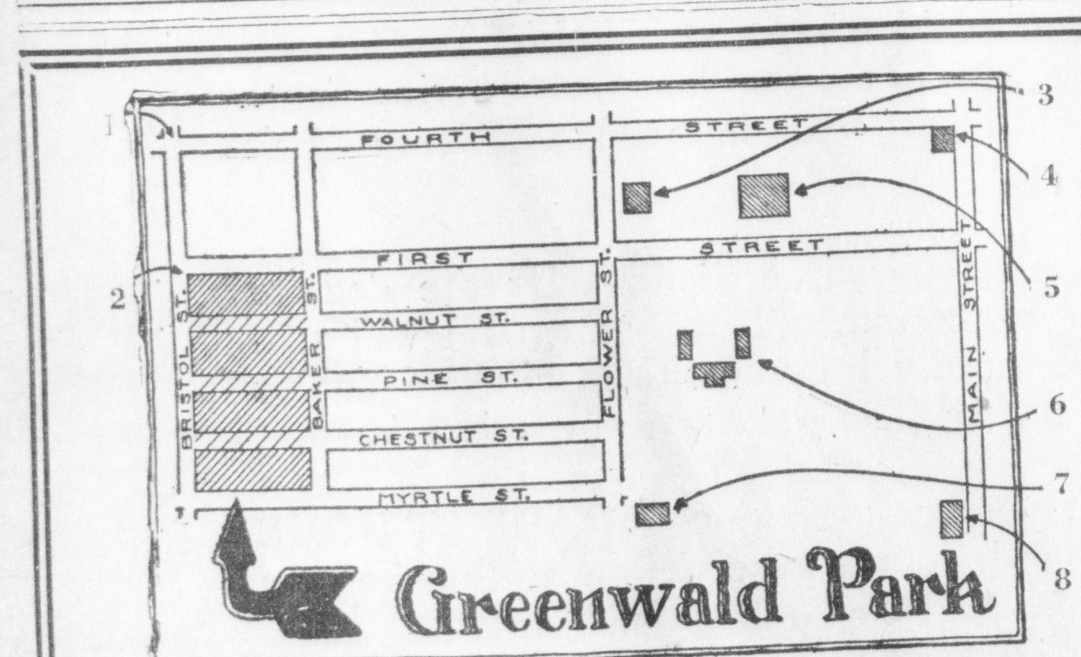 1
3
FOURTH STREET
4
FIRST STREET
5
2
WALNUT ST.
PINE ST.
6
CHESTNUT ST.
MYRTLE ST.
7
8
BRISTOL ST.
BAKER ST.
FLOWER ST.
MAIN STREET
Greenwald Park